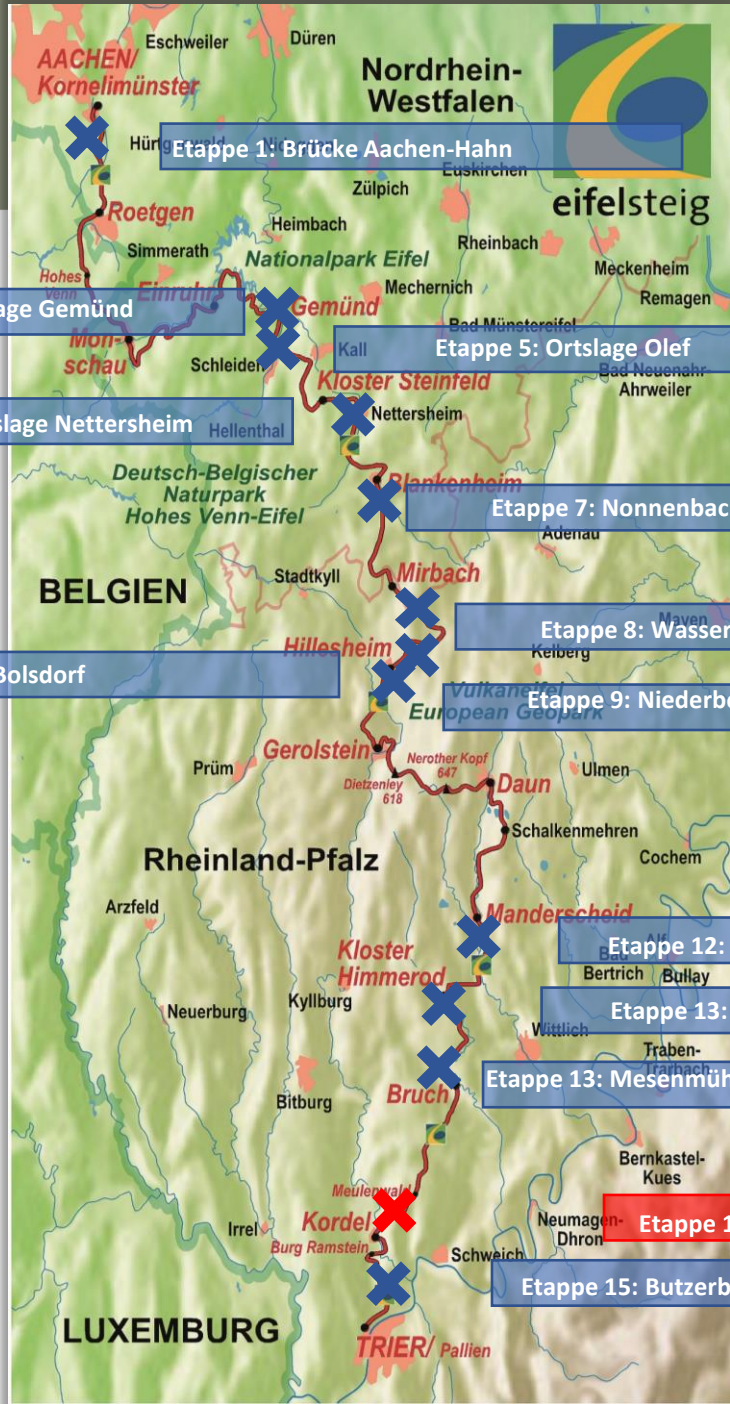 Eschweiler
Düren
AACHEN/
Kornelimünster
Nordrhein-
Westfalen
eifelsteig
Etappe 1: Brücke Aachen-Hahn
Zülpich
Euskirchen
Roetgen
Heimbach
Simmerath
Rheinbach
Nationalpark Eifel
Meckenheim
Hohes
Venn
Einruhr
Mechernich
Remagen
age Gemünd
Gemünd
Bad Münstereifel
Mon-
schau
Schleiden
Kall
Etappe 5: Ortslage Olef
Bad Neuenahr-
Ahrweiler
Kloster Steinfeld
Nettersheim
slage Nettersheim
Hellenthal
Deutsch-Belgischer
Naturpark
Hohes Venn-Eifel
Blankenheim
Etappe 7: Nonnenbac
Adenau
Stadtkyll
Mirbach
BELGIEN
Mayen
Etappe 8: Wasser
Hillesheim
Kelberg
Bolsdorf
Vulkaneifel
European Geopark
Etappe 9: Niederbe
Gerolstein
Prüm
Nerother Kopf
647
Dietzenley
618
Daun
Ulmen
Schalkenmehren
Rheinland-Pfalz
Cochem
Arzfeld
Manderscheid
Etappe 12:
Alf
Bad
Bertrich
Bullay
Kloster
Himmerod
Neuerburg
Kyllburg
Etappe 13:
Wittlich
Traben-
Trarbach
Etappe 13: Mesenmüh
Bruch
Bitburg
Bernkastel-
Kues
Meulenwald
Kordel
Irrel
Burg Ramstein
Neumagen-
Dhron
Etappe 1
Schweich
Etappe 15: Butzerb
LUXEMBURG
TRIER/ Pallien